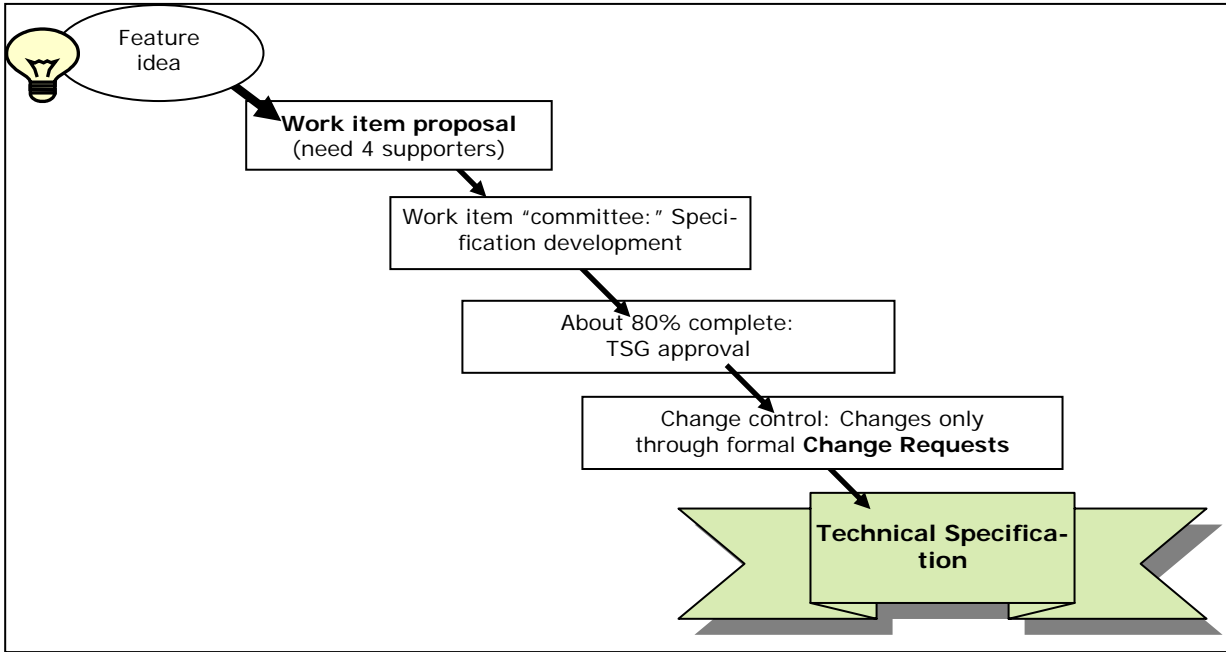 Feature
idea
Work item proposal
(need 4 supporters)
Work item “committee:” Speci-
fication development
About 80% complete:
TSG approval
Change control: Changes only
through formal Change Requests
Technical Specifica-
tion